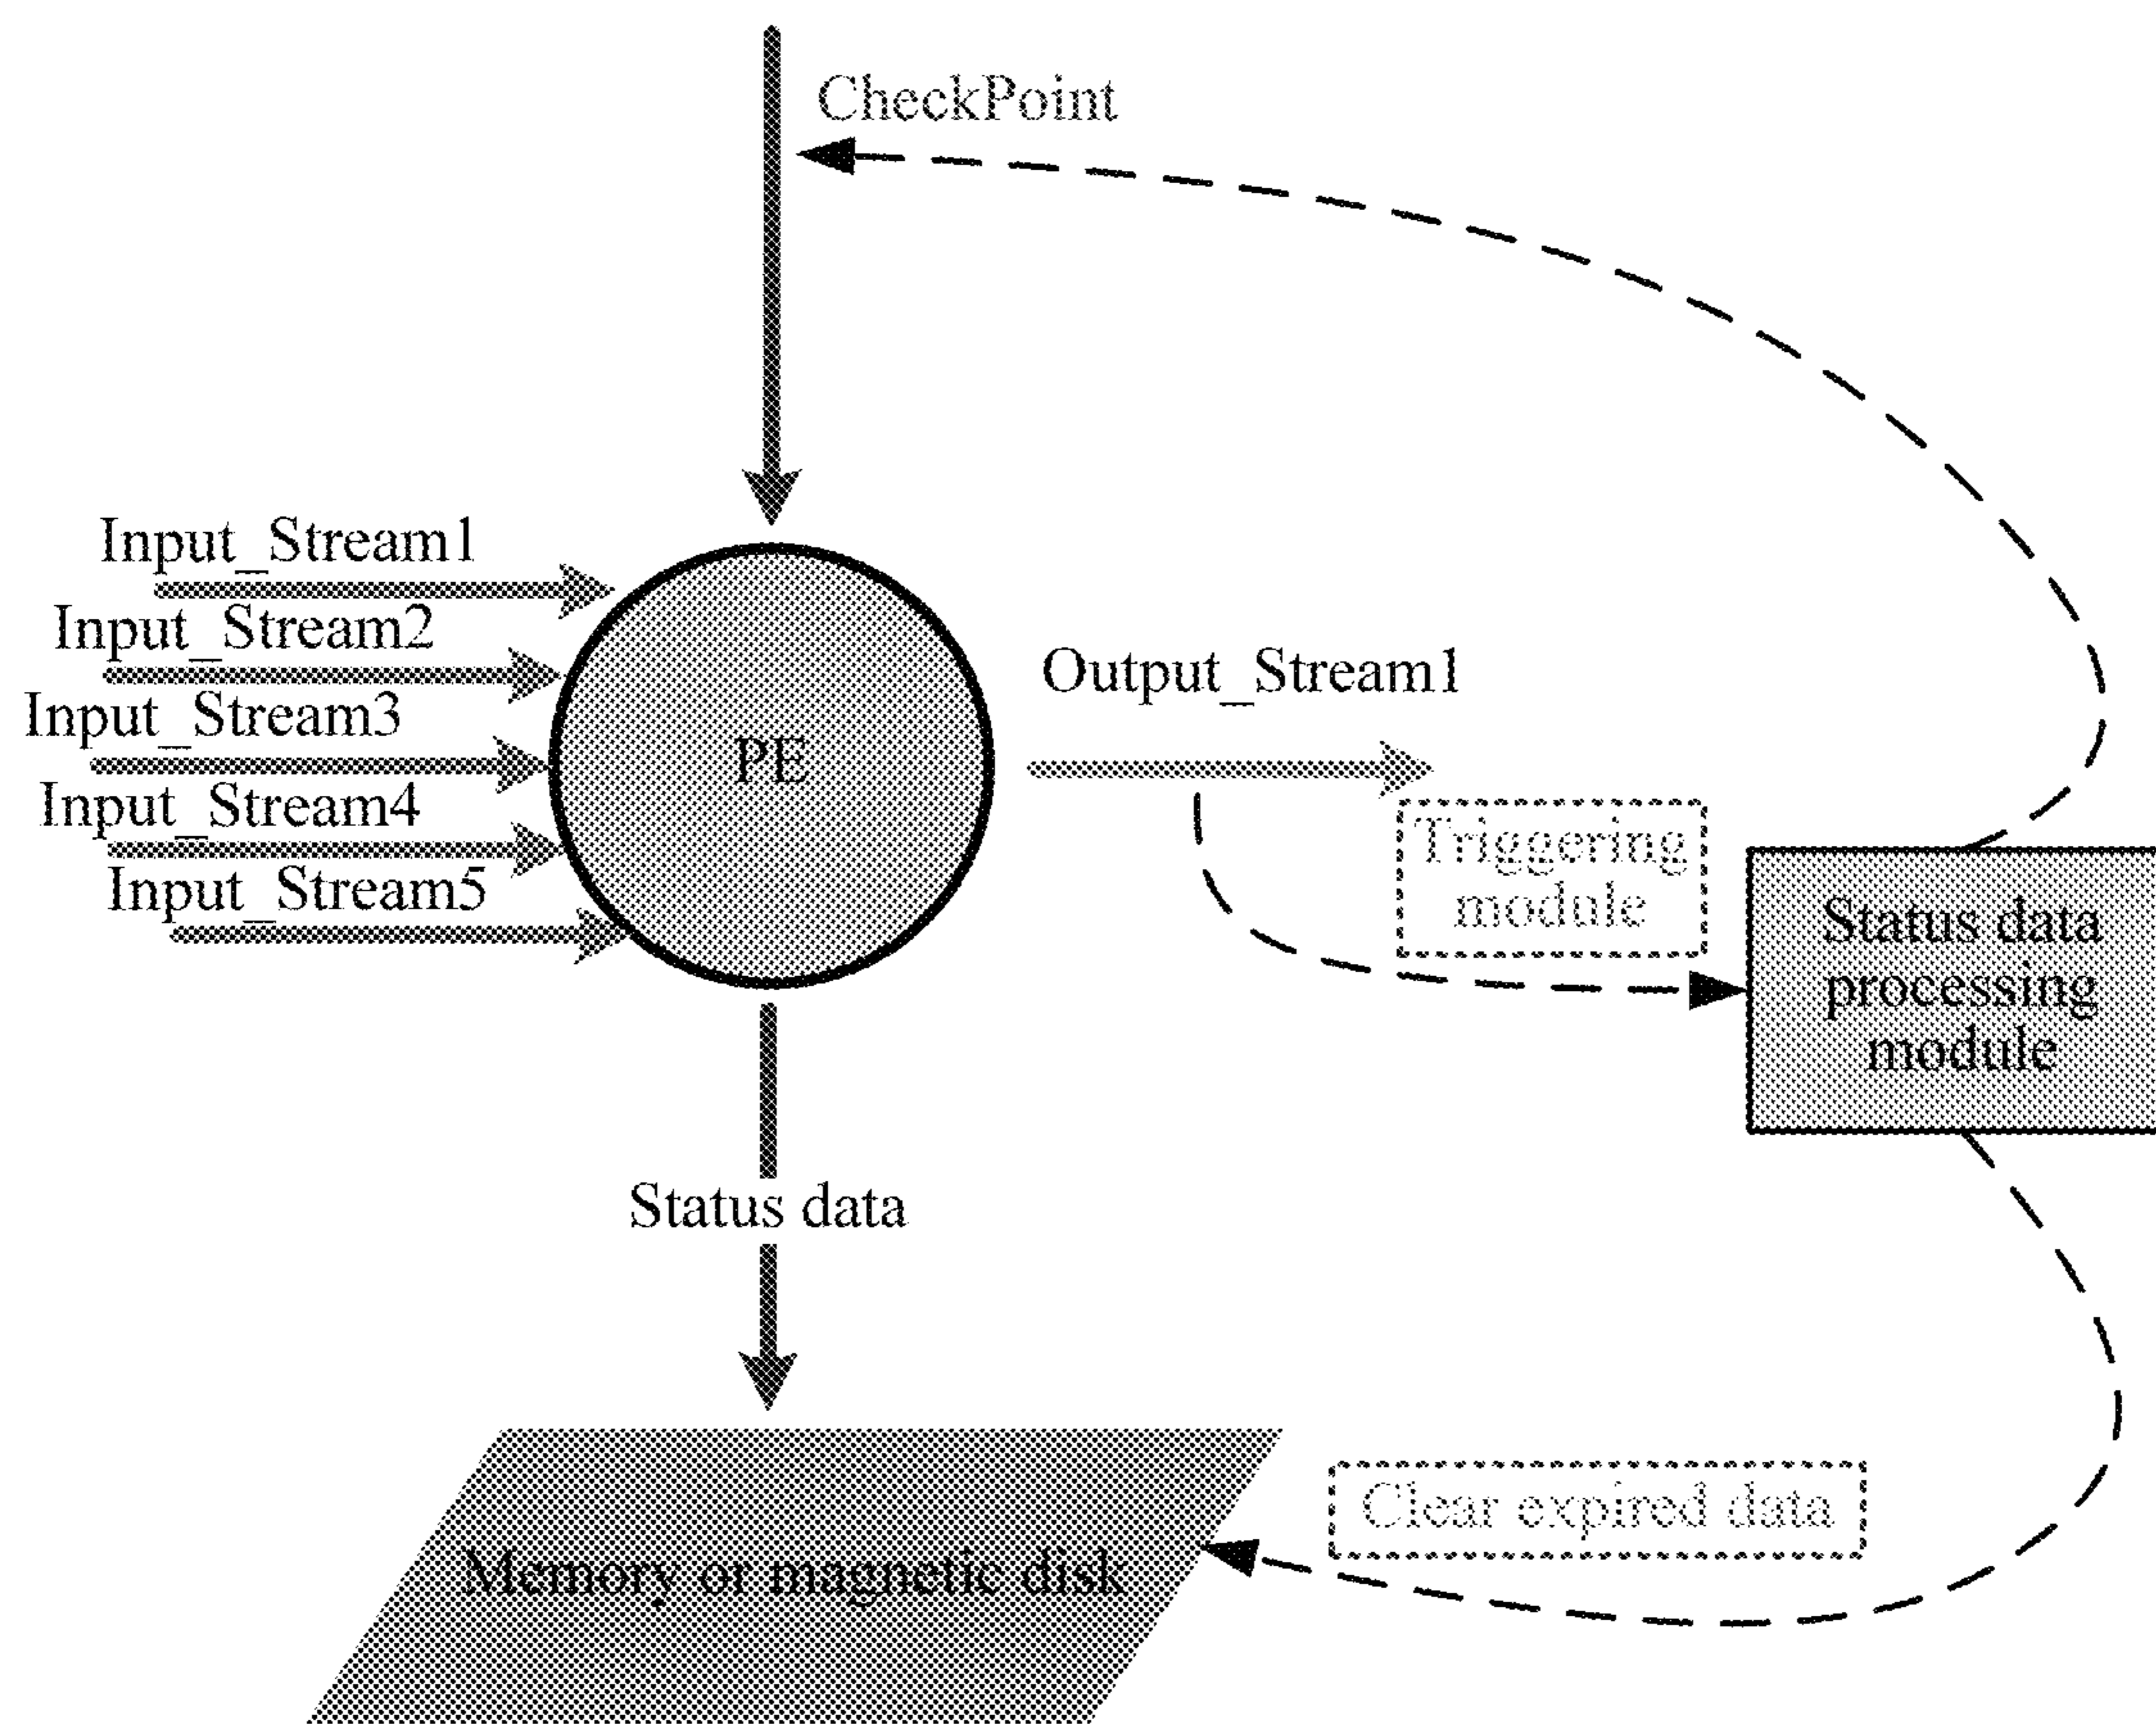 CheckPoint
Input_Stream1
Input_Stream2
Input_Stream3
Input_Stream4
Input_Stream5
PE
Output_Stream1
Triggering
module
Status data
processing
module
Status data
Clear expired data
Memory or magnetic disk